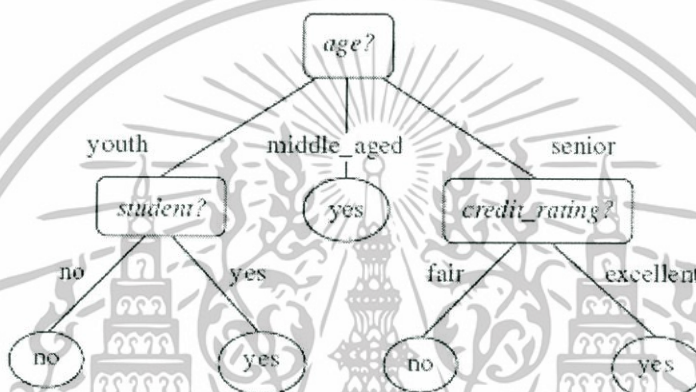 age?
youth middle_aged senior
student? yes credit_rating?
no yes fair excellent
no yes no yes